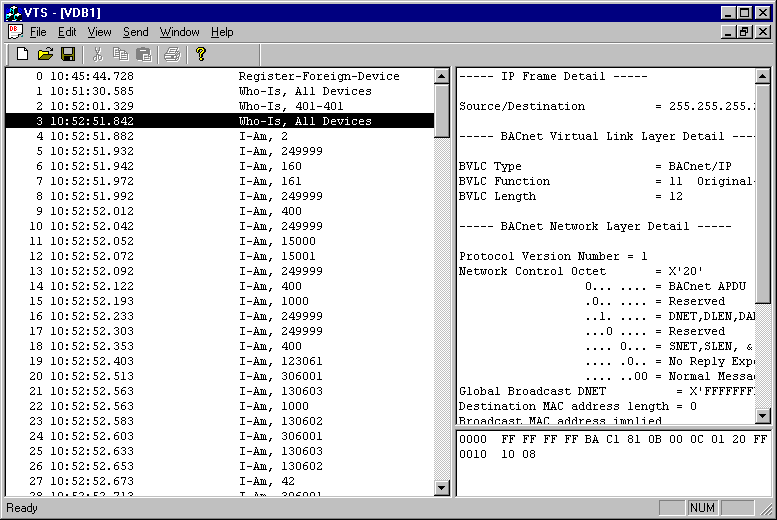 VTS - [VDB1]
File Edit View Send Window Help
0 10:45:44.728 Register-Foreign-Device
1 10:51:30.585 Who-Is, All Devices
2 10:52:01.329 Who-Is, 401-401
3 10:52:51.842 Who-Is, All Devices
4 10:52:51.882 I-Am, 2
5 10:52:51.932 I-Am, 249999
6 10:52:51.942 I-Am, 160
7 10:52:51.972 I-Am, 161
8 10:52:51.992 I-Am, 249999
9 10:52:52.012 I-Am, 400
10 10:52:52.042 I-Am, 249999
11 10:52:52.052 I-Am, 15000
12 10:52:52.072 I-Am, 15001
13 10:52:52.092 I-Am, 249999
14 10:52:52.122 I-Am, 400
15 10:52:52.193 I-Am, 1000
16 10:52:52.233 I-Am, 249999
17 10:52:52.303 I-Am, 249999
18 10:52:52.353 I-Am, 400
19 10:52:52.403 I-Am, 123061
20 10:52:52.513 I-Am, 306001
21 10:52:52.563 I-Am, 130603
22 10:52:52.563 I-Am, 1000
23 10:52:52.583 I-Am, 130602
24 10:52:52.603 I-Am, 306001
25 10:52:52.633 I-Am, 130603
26 10:52:52.653 I-Am, 130602
27 10:52:52.673 I-Am, 42
28 10:52:52.713 I-Am, 306001
----- IP Frame Detail -----
Source/Destination = 255.255.255.
----- BACnet Virtual Link Layer Detail -----
BVLC Type = BACnet/IP
BVLC Function = 11 Original-
BVLC Length = 12
----- BACnet Network Layer Detail -----
Protocol Version Number = 1
Network Control Octet = X'20'
0... .... = BACnet APDU
.0.. .... = Reserved
..1. .... = DNET,DLEN,DA
...0 .... = Reserved
.... 0... = SNET,SLEN, &
.... .0.. = No Reply Exp
.... ..00 = Normal Messa
Global Broadcast DNET = X'FFFFFFF
Destination MAC address length = 0
Broadcast MAC address implied
0000 FF FF FF FF BA C1 81 0B 00 0C 01 20 FF
0010 10 08
Ready NUM